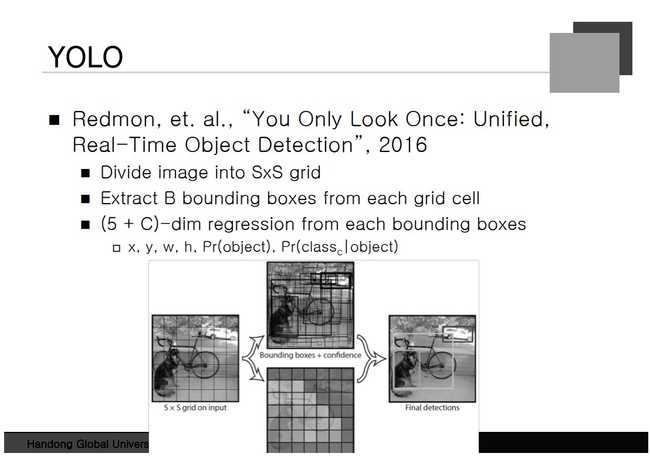 YOLO
■ Redmon, et. al., “You Only Look Once: Unified,
Real-Time Object Detection”, 2016
■ Divide image into SxS grid
■ Extract B bounding boxes from each grid cell
■ (5 + C)-dim regression from each bounding boxes
□ x, y, w, h, Pr(object), Pr(class_c|object)
Bounding boxes + confidence
S × S grid on input
Final detections
Handong Global